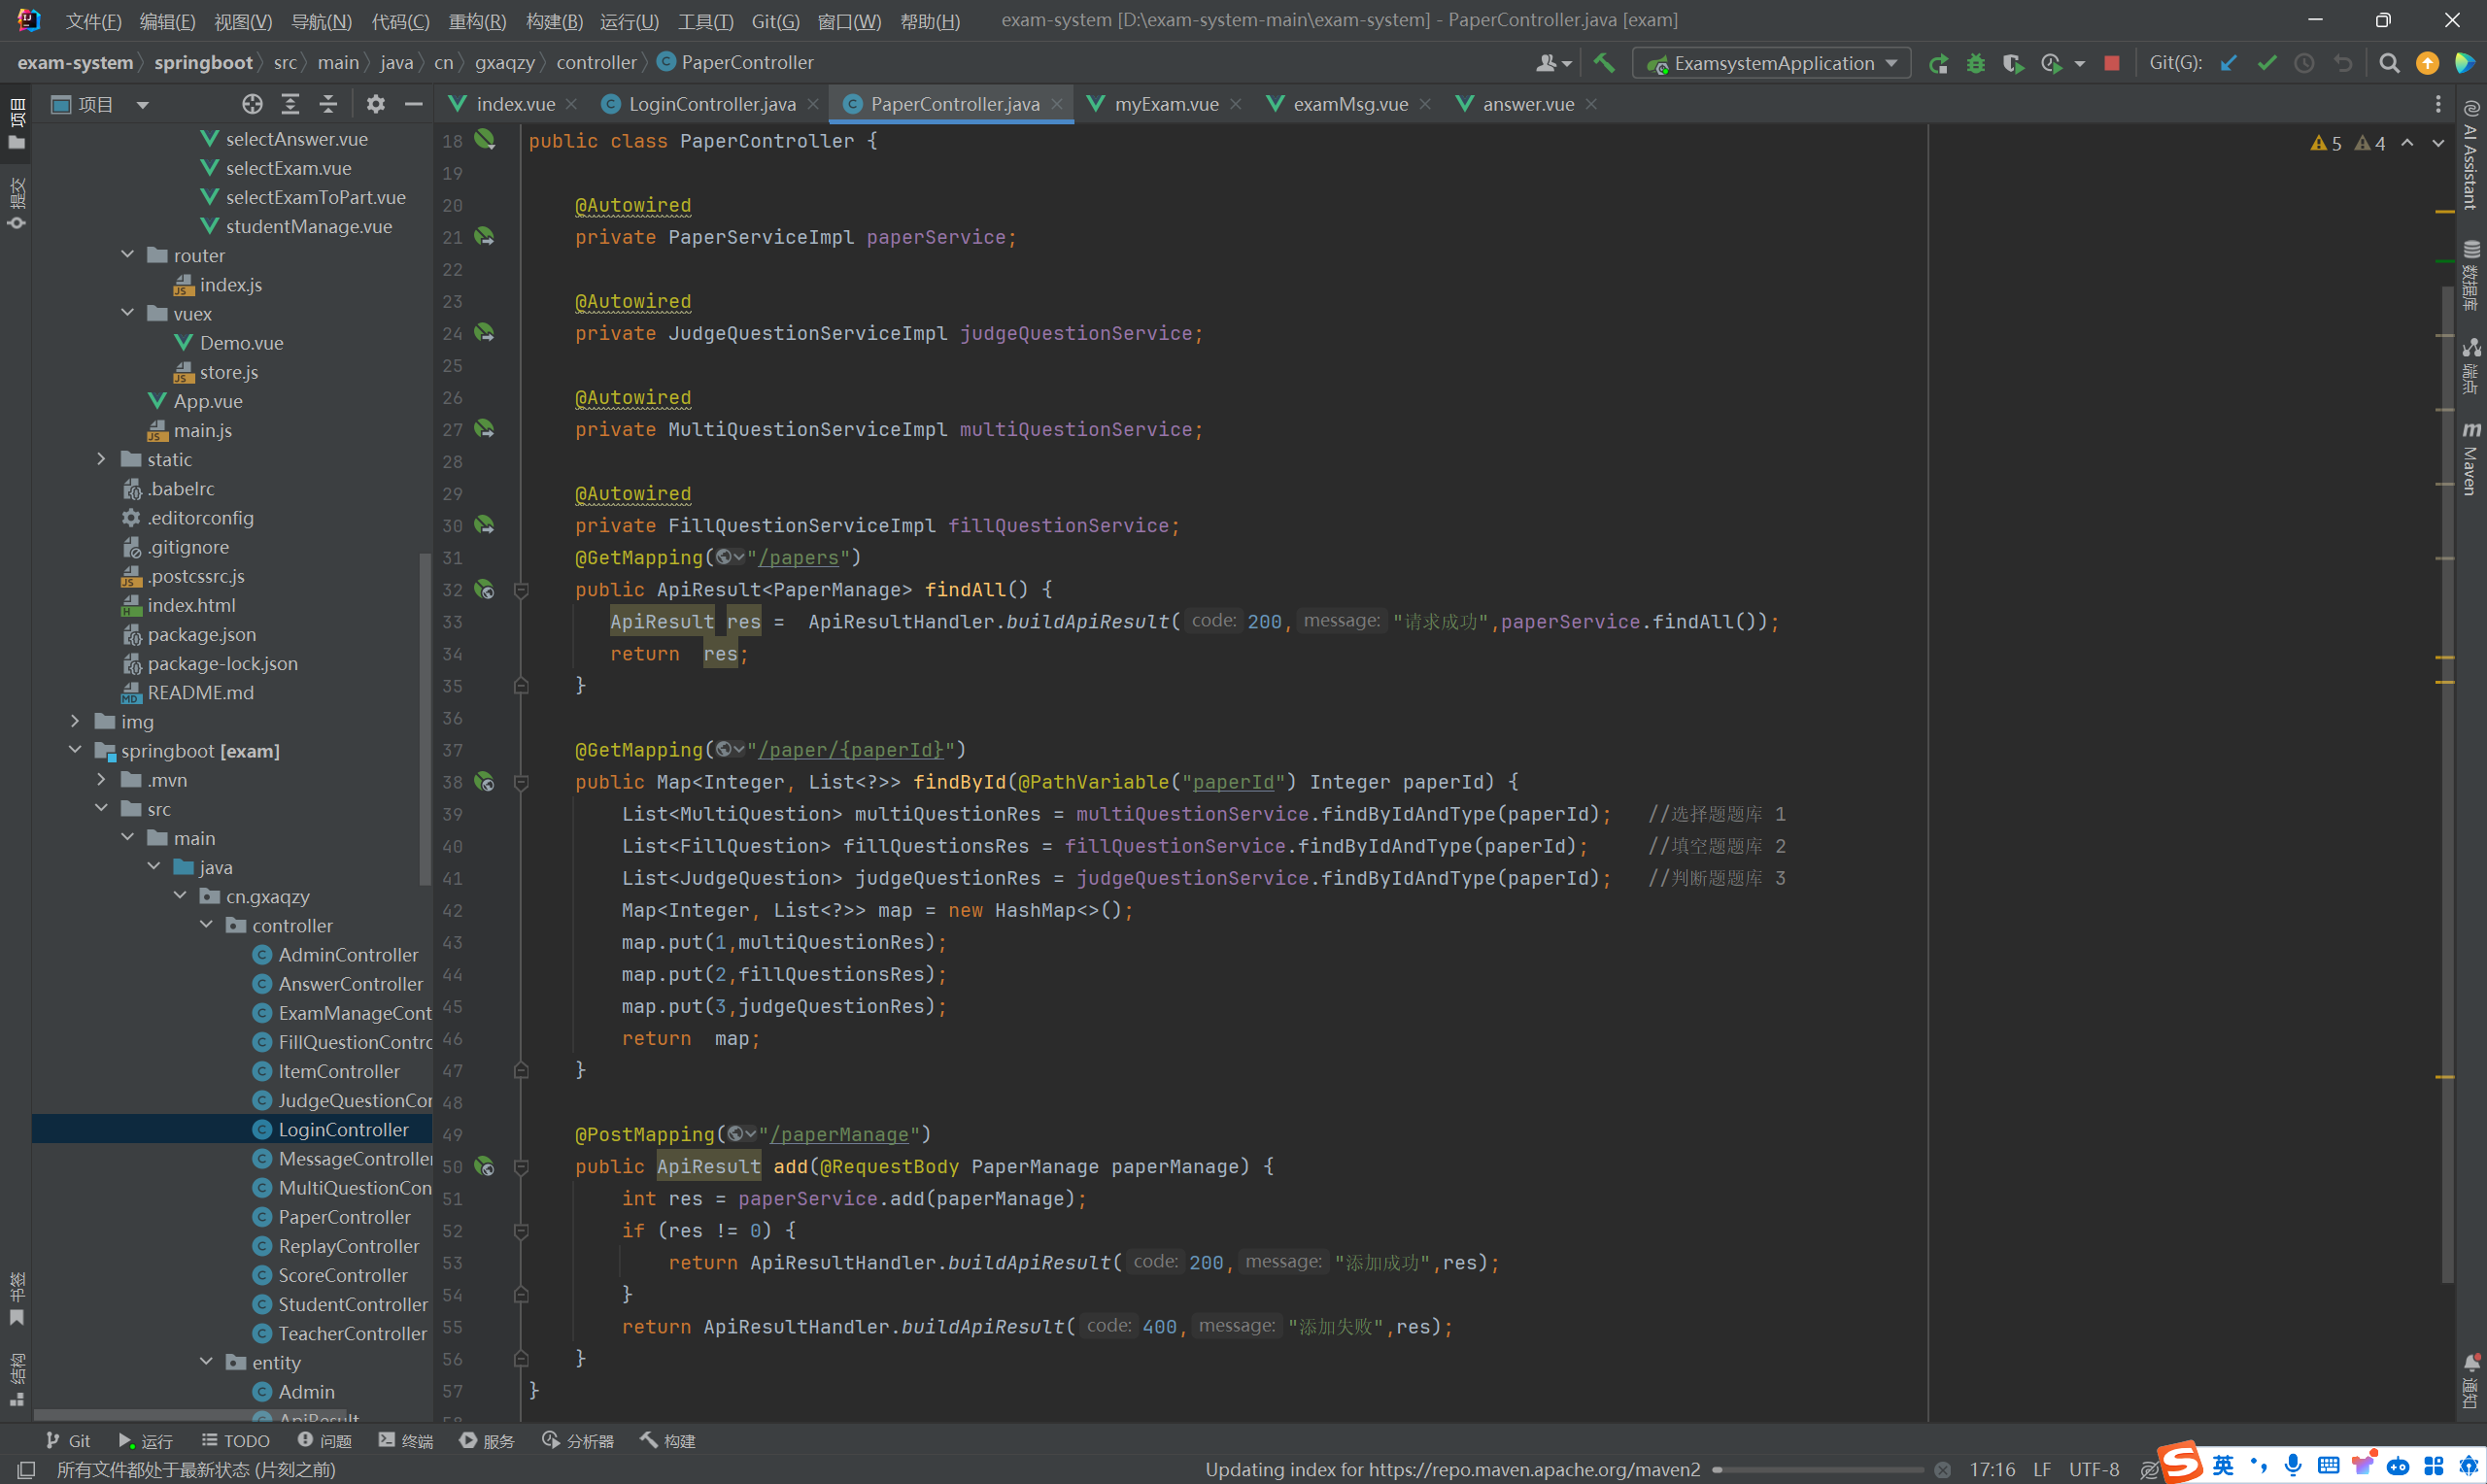 文件(F) 编辑(E) 视图(V) 导航(N) 代码(C) 重构(R) 构建(B) 运行(U) 工具(T) Git(G) 窗口(W) 帮助(H) exam-system [D:\exam-system-main\exam-system] - PaperController.java [exam]
exam-system springboot src main java cn gxaqzy controller PaperController ExamsystemApplication Git(G):
项目 index.vue LoginController.java PaperController.java myExam.vue examMsg.vue answer.vue
项目
提交
书签
结构
selectAnswer.vue
selectExam.vue
selectExamToPart.vue
studentManage.vue
router
index.js
vuex
Demo.vue
store.js
App.vue
main.js
static
.babelrc
.editorconfig
.gitignore
.postcssrc.js
index.html
package.json
package-lock.json
README.md
img
springboot [exam]
.mvn
src
main
java
cn.gxaqzy
controller
AdminController
AnswerController
ExamManageCont
FillQuestionContro
ItemController
JudgeQuestionCon
LoginController
MessageController
MultiQuestionCon
PaperController
ReplayController
ScoreController
StudentController
TeacherController
entity
Admin
ApiResult
5 4
18 public class PaperController {
19
20 @Autowired
21 private PaperServiceImpl paperService;
22
23 @Autowired
24 private JudgeQuestionServiceImpl judgeQuestionService;
25
26 @Autowired
27 private MultiQuestionServiceImpl multiQuestionService;
28
29 @Autowired
30 private FillQuestionServiceImpl fillQuestionService;
31 @GetMapping("/papers")
32 public ApiResult<PaperManage> findAll() {
33 ApiResult res =  ApiResultHandler.buildApiResult( code: 200, message: "请求成功",paperService.findAll());
34 return  res;
35 }
36
37 @GetMapping("/paper/{paperId}")
38 public Map<Integer, List<?>> findById(@PathVariable("paperId") Integer paperId) {
39 List<MultiQuestion> multiQuestionRes = multiQuestionService.findByIdAndType(paperId);   //选择题题库 1
40 List<FillQuestion> fillQuestionsRes = fillQuestionService.findByIdAndType(paperId);     //填空题题库 2
41 List<JudgeQuestion> judgeQuestionRes = judgeQuestionService.findByIdAndType(paperId);   //判断题题库 3
42 Map<Integer, List<?>> map = new HashMap<>();
43 map.put(1,multiQuestionRes);
44 map.put(2,fillQuestionsRes);
45 map.put(3,judgeQuestionRes);
46 return  map;
47 }
48
49 @PostMapping("/paperManage")
50 public ApiResult add(@RequestBody PaperManage paperManage) {
51 int res = paperService.add(paperManage);
52 if (res != 0) {
53 return ApiResultHandler.buildApiResult( code: 200, message: "添加成功",res);
54 }
55 return ApiResultHandler.buildApiResult( code: 400, message: "添加失败",res);
56 }
57 }
58
AI Assistant
数据库
端点
m Maven
通知
Git 运行 TODO 问题 终端 服务 分析器 构建
所有文件都处于最新状态 (片刻之前) Updating index for https://repo.maven.apache.org/maven2 17:16 LF UTF-8 英